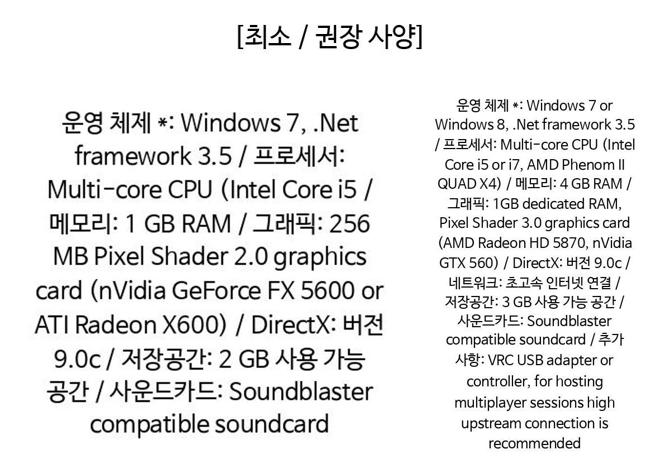 [최소 / 권장 사양]
운영 체제 *: Windows 7, .Net
framework 3.5 / 프로세서:
Multi-core CPU (Intel Core i5 /
메모리: 1 GB RAM / 그래픽: 256
MB Pixel Shader 2.0 graphics
card (nVidia GeForce FX 5600 or
ATI Radeon X600) / DirectX: 버전
9.0c / 저장공간: 2 GB 사용 가능
공간 / 사운드카드: Soundblaster
compatible soundcard
운영 체제 *: Windows 7 or
Windows 8, .Net framework 3.5
/ 프로세서: Multi-core CPU (Intel
Core i5 or i7, AMD Phenom II
QUAD X4) / 메모리: 4 GB RAM /
그래픽: 1GB dedicated RAM,
Pixel Shader 3.0 graphics card
(AMD Radeon HD 5870, nVidia
GTX 560) / DirectX: 버전 9.0c /
네트워크: 초고속 인터넷 연결 /
저장공간: 3 GB 사용 가능 공간 /
사운드카드: Soundblaster
compatible soundcard / 추가
사항: VRC USB adapter or
controller, for hosting
multiplayer sessions high
upstream connection is
recommended